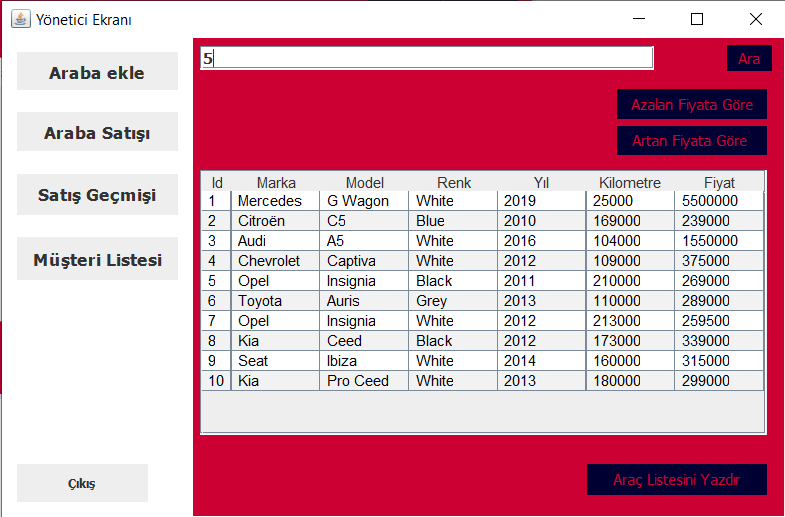 Yönetici Ekranı
Araba ekle
Araba Satışı
Satış Geçmişi
Müşteri Listesi
Çıkış
5
Ara
Azalan Fiyata Göre
Artan Fiyata Göre
Id Marka Model Renk Yıl Kilometre Fiyat
1 Mercedes G Wagon White 2019 25000 5500000
2 Citroën C5 Blue 2010 169000 239000
3 Audi A5 White 2016 104000 1550000
4 Chevrolet Captiva White 2012 109000 375000
5 Opel Insignia Black 2011 210000 269000
6 Toyota Auris Grey 2013 110000 289000
7 Opel Insignia White 2012 213000 259500
8 Kia Ceed Black 2012 173000 339000
9 Seat Ibiza White 2014 160000 315000
10 Kia Pro Ceed White 2013 180000 299000
Araç Listesini Yazdır